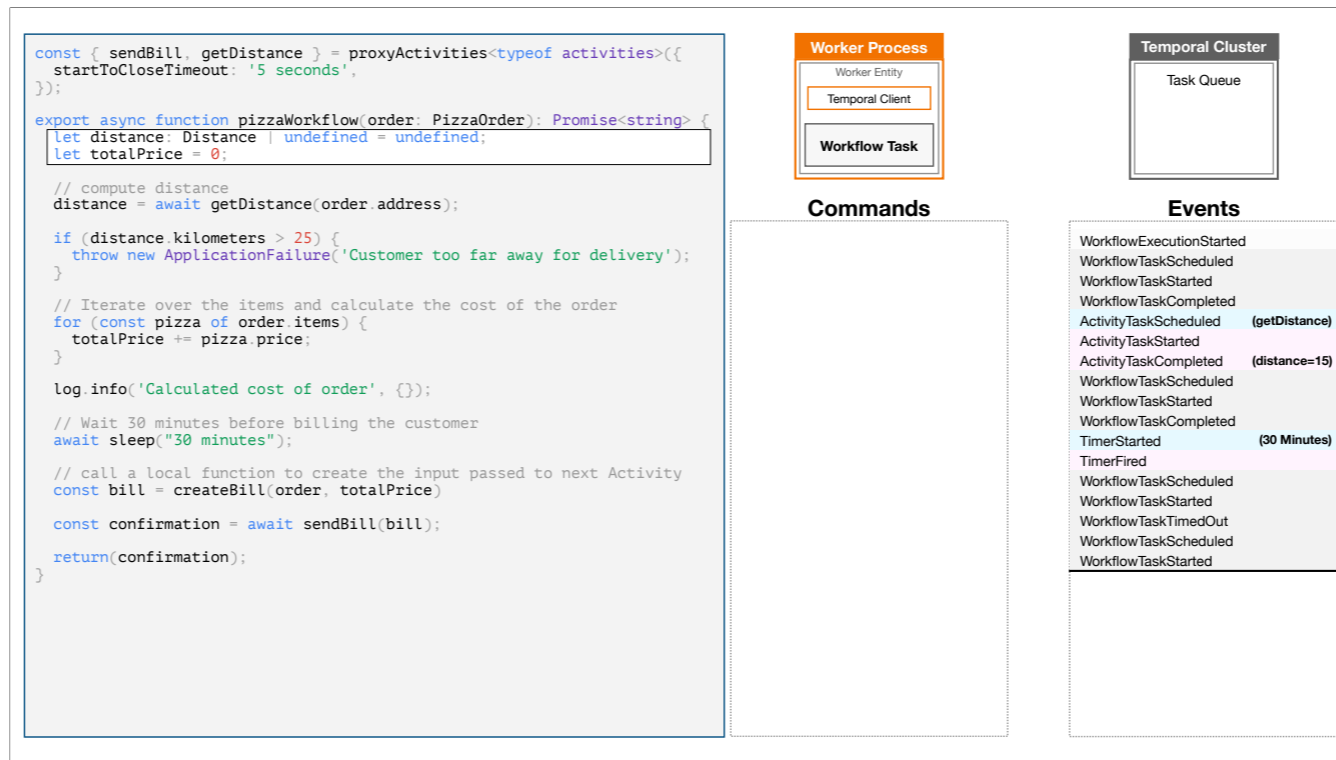 const { sendBill, getDistance } = proxyActivities<typeof activities>({
  startToCloseTimeout: '5 seconds',
});
export async function pizzaWorkflow(order: PizzaOrder): Promise<string> {
  let distance: Distance | undefined = undefined;
  let totalPrice = 0;
  // compute distance
  distance = await getDistance(order.address);
  if (distance.kilometers > 25) {
    throw new ApplicationFailure('Customer too far away for delivery');
  }
  // Iterate over the items and calculate the cost of the order
  for (const pizza of order.items) {
    totalPrice += pizza.price;
  }
  log.info('Calculated cost of order', {});
  // Wait 30 minutes before billing the customer
  await sleep("30 minutes");
  // call a local function to create the input passed to next Activity
  const bill = createBill(order, totalPrice)
  const confirmation = await sendBill(bill);
  return(confirmation);
}
Worker Process
Worker Entity
Temporal Client
Workflow Task
Commands
Temporal Cluster
Task Queue
Events
WorkflowExecutionStarted
WorkflowTaskScheduled
WorkflowTaskStarted
WorkflowTaskCompleted
ActivityTaskScheduled (getDistance)
ActivityTaskStarted
ActivityTaskCompleted (distance=15)
WorkflowTaskScheduled
WorkflowTaskStarted
WorkflowTaskCompleted
TimerStarted (30 Minutes)
TimerFired
WorkflowTaskScheduled
WorkflowTaskStarted
WorkflowTaskTimedOut
WorkflowTaskScheduled
WorkflowTaskStarted